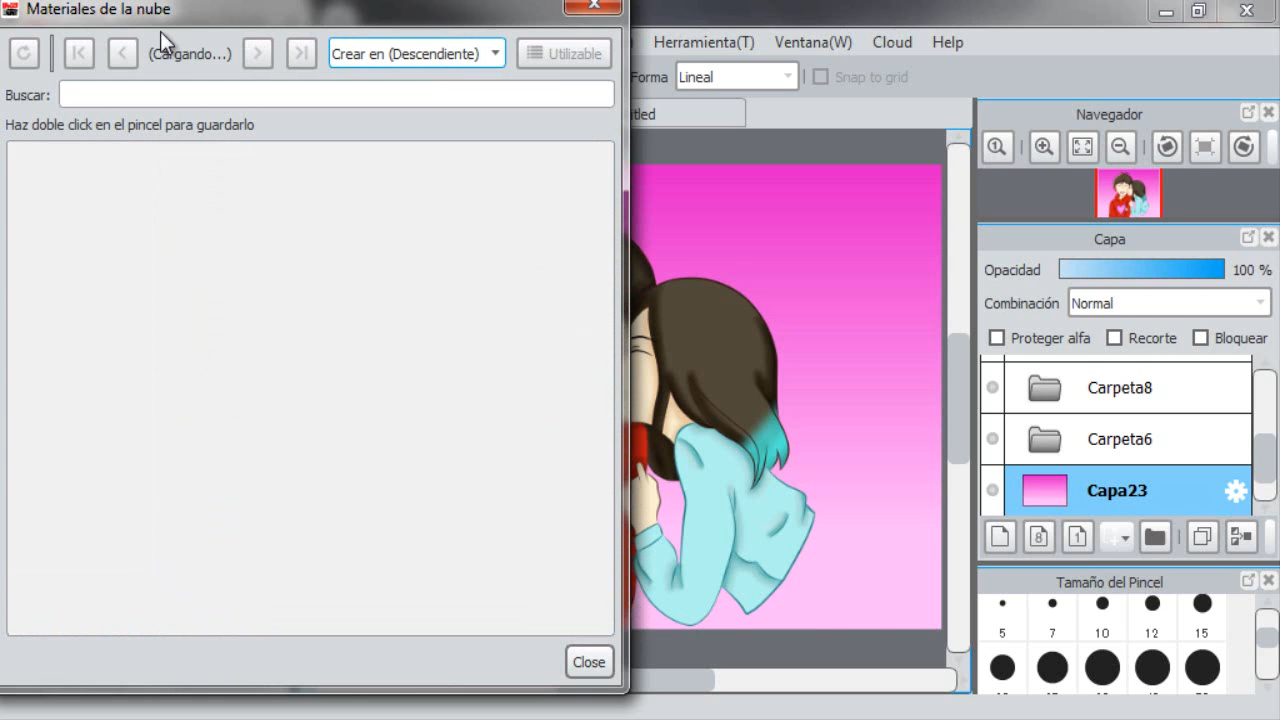 Materiales de la nube
(Cargando...)
Crear en (Descendiente)
Utilizable
Buscar:
Haz doble click en el pincel para guardarlo
Close
Herramienta(T)
Ventana(W)
Cloud
Help
Forma
Lineal
Snap to grid
tled
Navegador
Capa
Opacidad
100 %
Combinación
Normal
Proteger alfa
Recorte
Bloquear
Carpeta8
Carpeta6
Capa23
8
1
Tamaño del Pincel
5
7
10
12
15